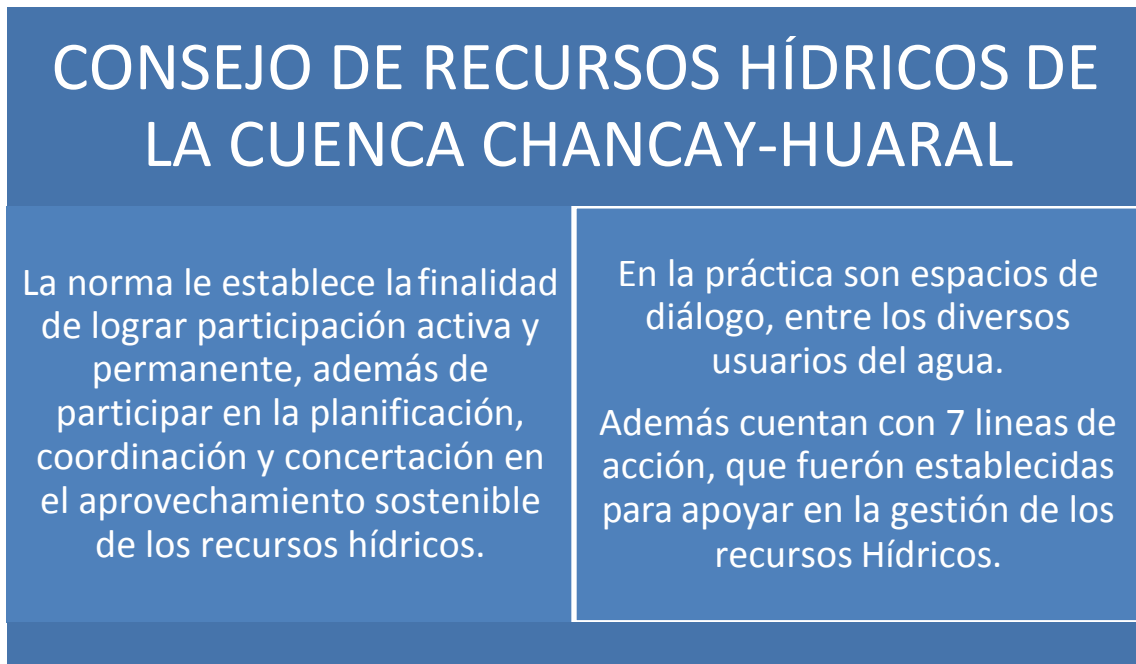 CONSEJO DE RECURSOS HÍDRICOS DE
LA CUENCA CHANCAY-HUARAL
La norma le establece la finalidad
de lograr participación activa y
permanente, además de
participar en la planificación,
coordinación y concertación en
el aprovechamiento sostenible
de los recursos hídricos.
En la práctica son espacios de
diálogo, entre los diversos
usuarios del agua.
Además cuentan con 7 lineas de
acción, que fuerón establecidas
para apoyar en la gestión de los
recursos Hídricos.